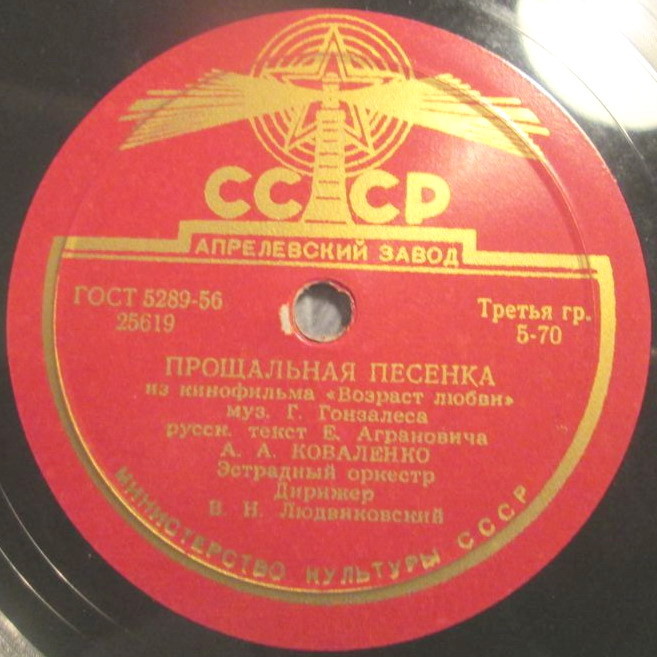 СССР
АПРЕЛЕВСКИЙ ЗАВОД
ГОСТ 5289-56
25619
Третья гр.
5-70
ПРОЩАЛЬНАЯ ПЕСЕНКА
из кинофильма «Возраст любви»
муз. Г. Гонзалеса
русск. текст Е. Аграновича
А. А. КОВАЛЕНКО
Эстрадный оркестр
Дирижер
В. Н. Людвиковский
МИНИСТЕРСТВО КУЛЬТУРЫ СССР